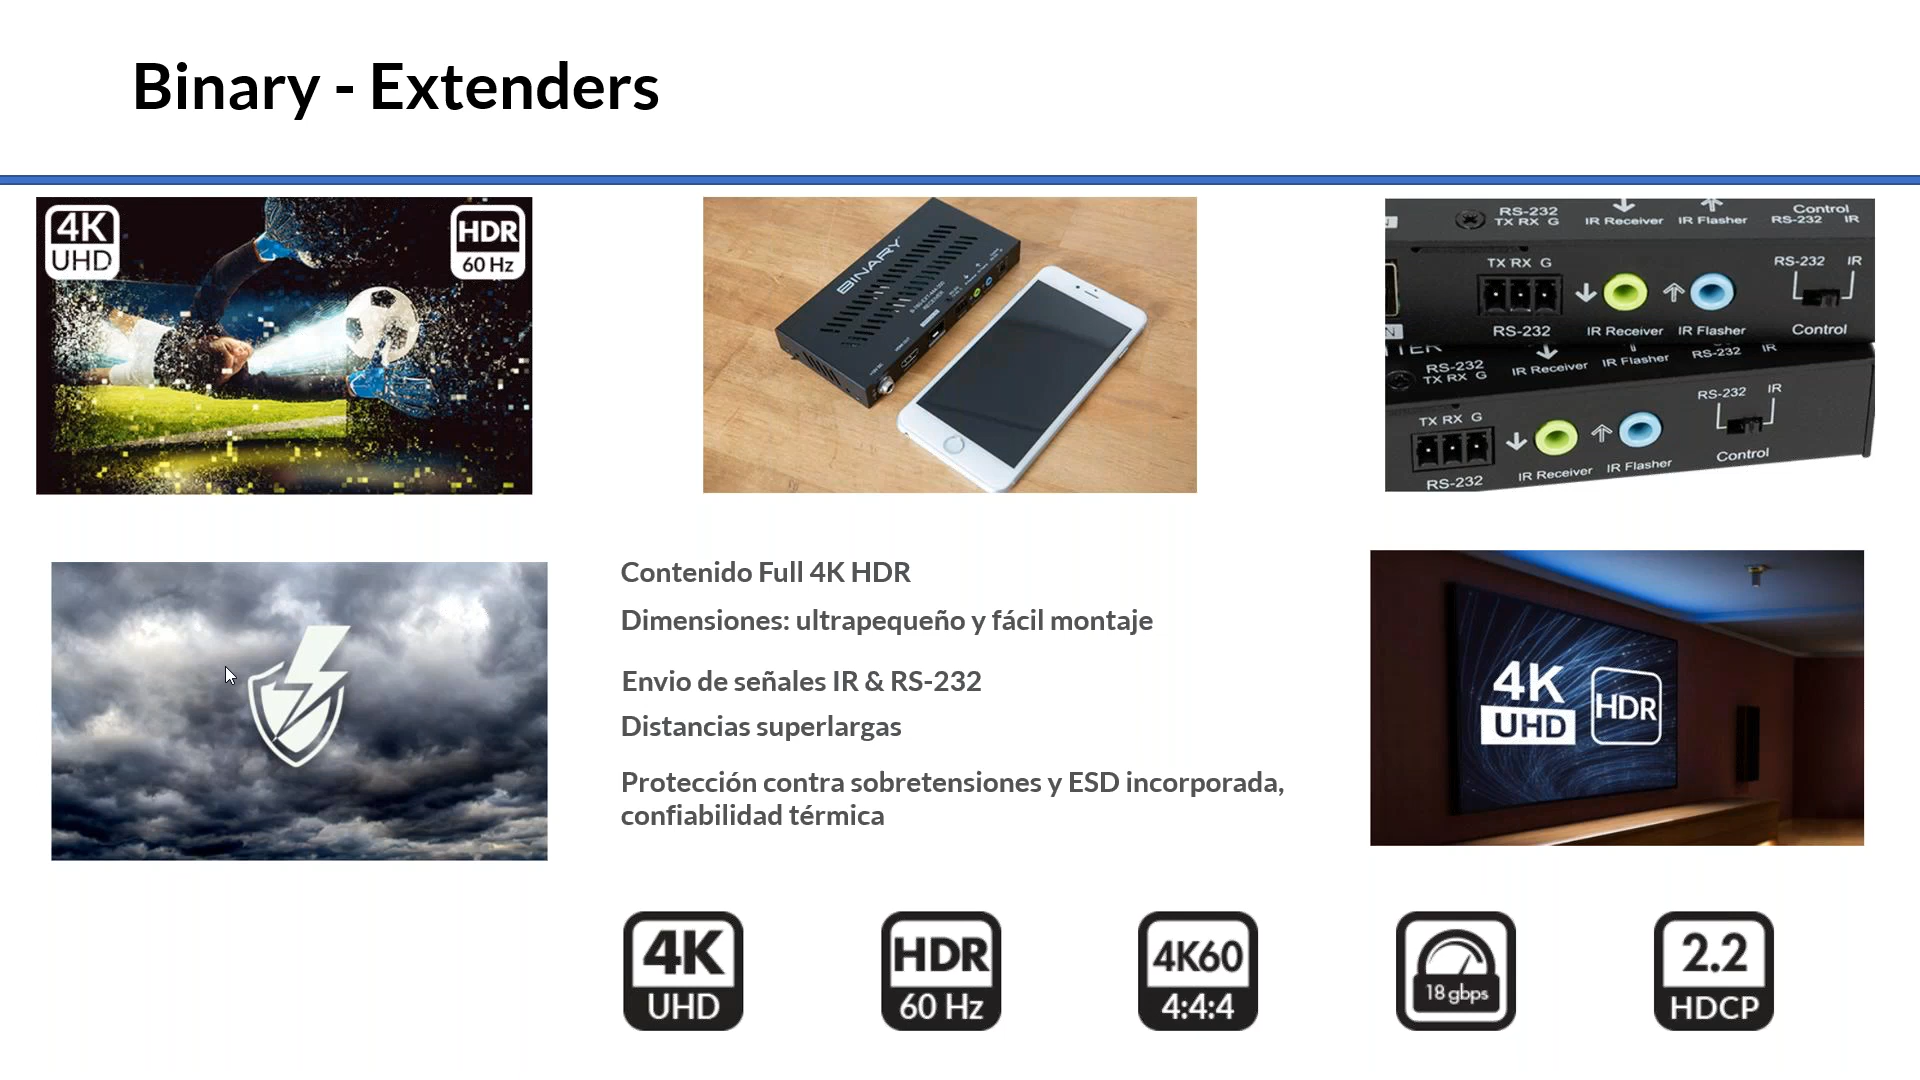 Binary - Extenders
4K
UHD
HDR
60 Hz
BINARY
RECEIVER
RS-232
TX RX G
IR Receiver
IR Flasher
Control
RS-232 IR
TX RX G
RS-232 IR
RS-232
IR Receiver
IR Flasher
Control
RS-232
TX RX G
IR Receiver
IR Flasher
RS-232 IR
TX RX G
RS-232 IR
RS-232
IR Receiver
IR Flasher
Control
Contenido Full 4K HDR
Dimensiones: ultrapequeño y fácil montaje
Envio de señales IR & RS-232
Distancias superlargas
Protección contra sobretensiones y ESD incorporada,
confiabilidad térmica
4K
UHD
HDR
4K
UHD
HDR
60 Hz
4K60
4:4:4
18 gbps
2.2
HDCP